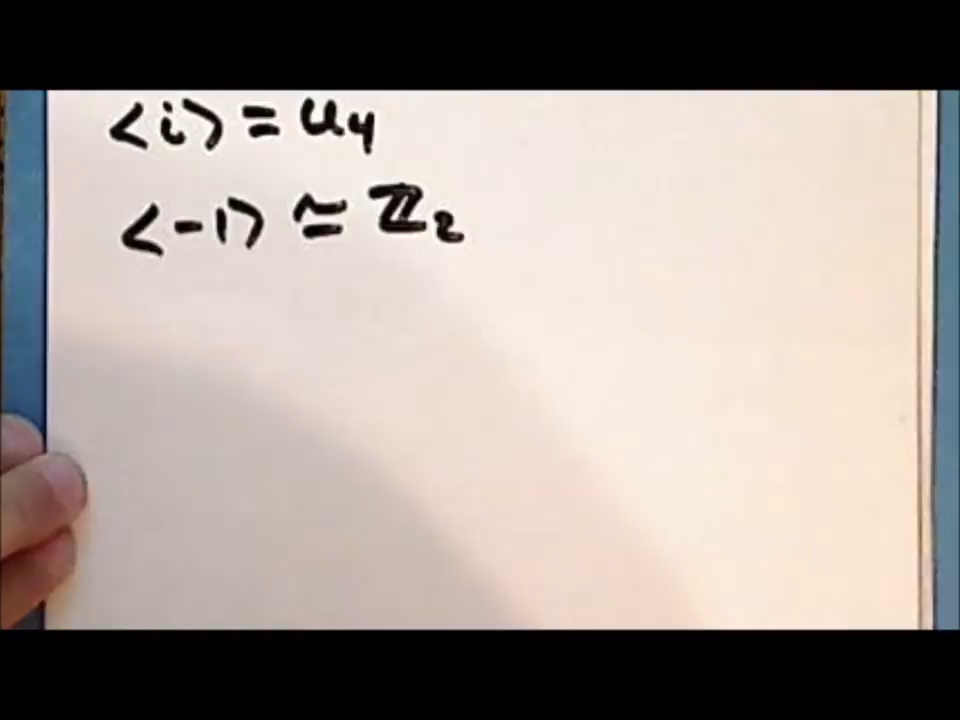 <i> = U₄
<-1> ≃ ℤ₂